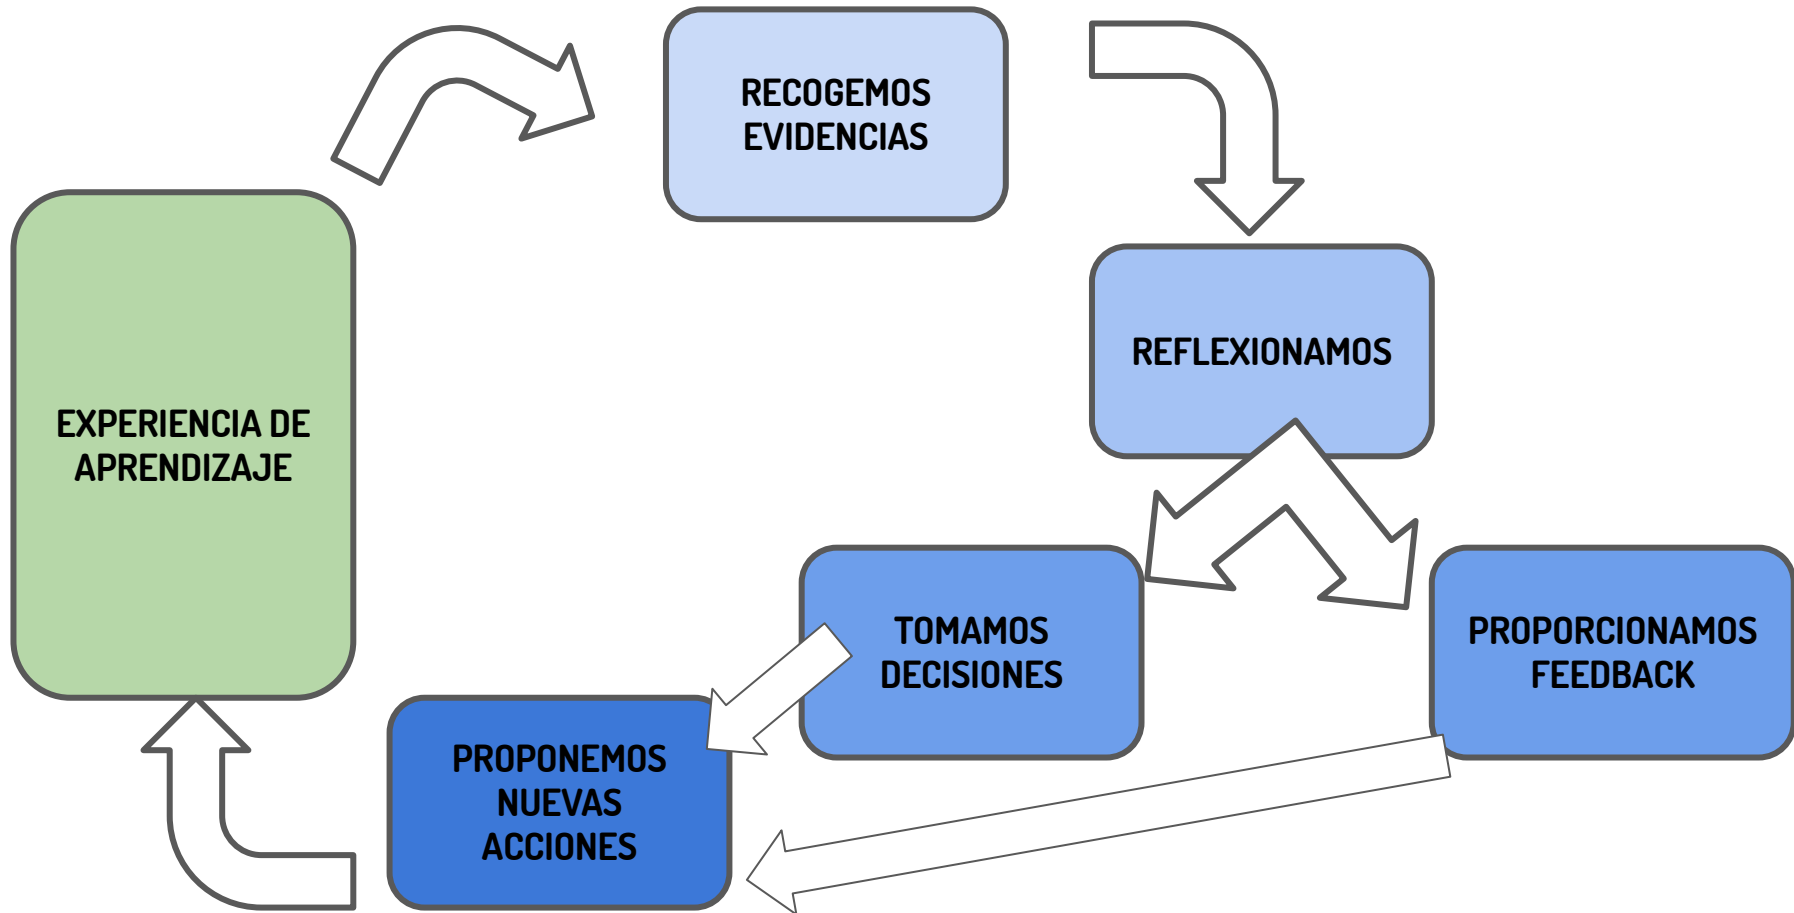 RECOGEMOS
EVIDENCIAS
REFLEXIONAMOS
EXPERIENCIA DE
APRENDIZAJE
TOMAMOS
DECISIONES
PROPORCIONAMOS
FEEDBACK
PROPONEMOS
NUEVAS
ACCIONES